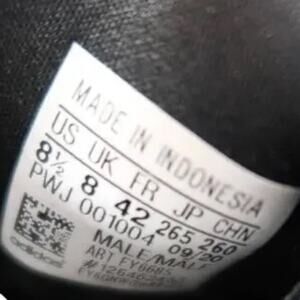 MADE IN INDONESIA
US UK FR JP CHN
8½ 8 42 265 260
PWJ 001004 09/20
MALE/MALE
ART
adidas